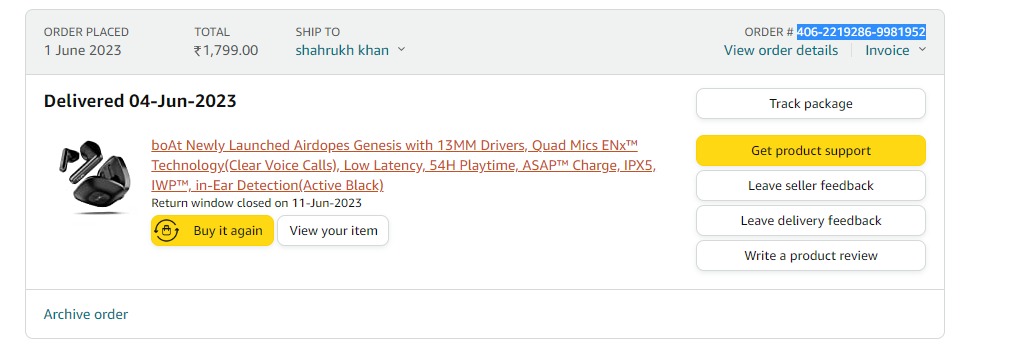 ORDER PLACED TOTAL SHIP TO ORDER # 406-2219286-9981952
1 June 2023 ₹1,799.00 shahrukh khan View order details Invoice
Delivered 04-Jun-2023
Track package
boAt Newly Launched Airdopes Genesis with 13MM Drivers, Quad Mics ENx™
Technology(Clear Voice Calls), Low Latency, 54H Playtime, ASAP™ Charge, IPX5,
IWP™, in-Ear Detection(Active Black)
Return window closed on 11-Jun-2023
Buy it again View your item
Get product support
Leave seller feedback
Leave delivery feedback
Write a product review
Archive order